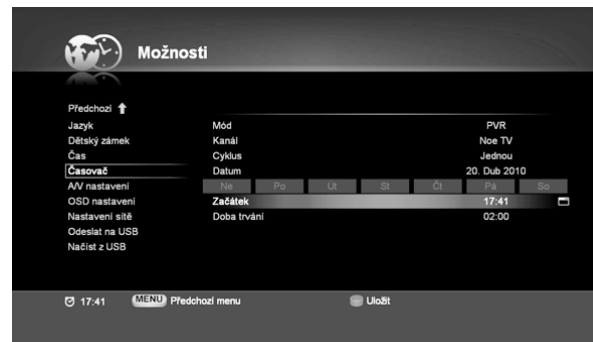 Možnosti
Předchozí
Jazyk
Dětský zámek
Čas
Časovač
A/V nastavení
OSD nastavení
Nastavení sítě
Odeslat na USB
Načíst z USB
Mód PVR
Kanál Noe TV
Cyklus Jednou
Datum 20. Dub 2010
Ne Po Út St Čt Pá So
Začátek 17:41
Doba trvání 02:00
17:41 MENU Předchozí menu Uložit